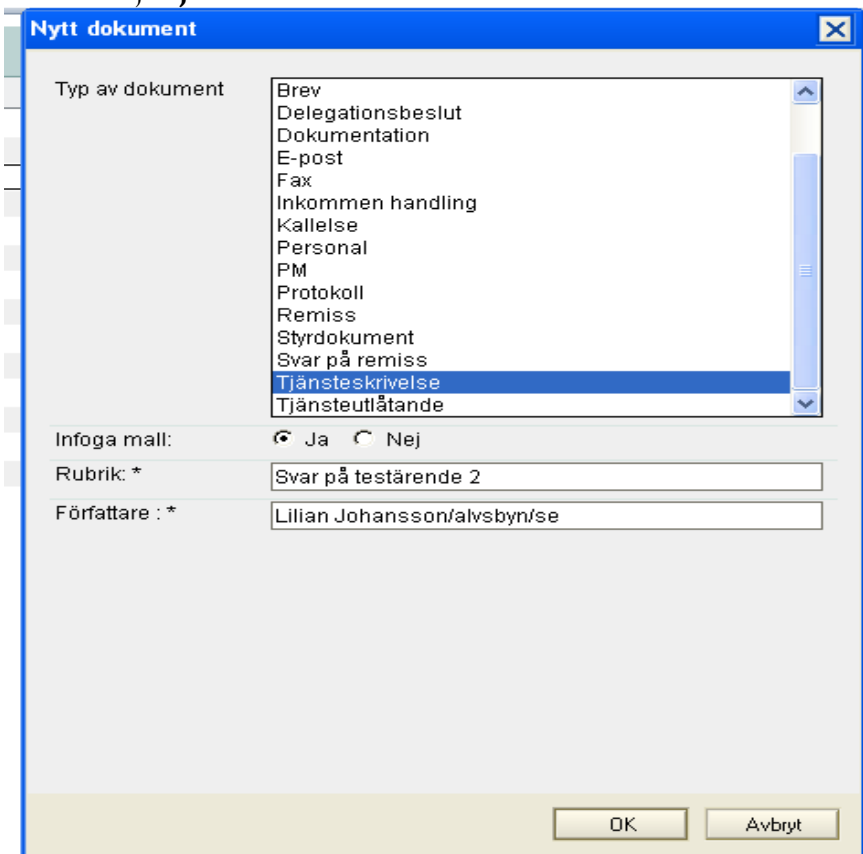 Nytt dokument
Typ av dokument
Brev
Delegationsbeslut
Dokumentation
E-post
Fax
Inkommen handling
Kallelse
Personal
PM
Protokoll
Remiss
Styrdokument
Svar på remiss
Tjänsteskrivelse
Tjänsteutlåtande
Infoga mall: Ja Nej
Rubrik: * Svar på testärende 2
Författare : * Lilian Johansson/alvsbyn/se
OK Avbryt